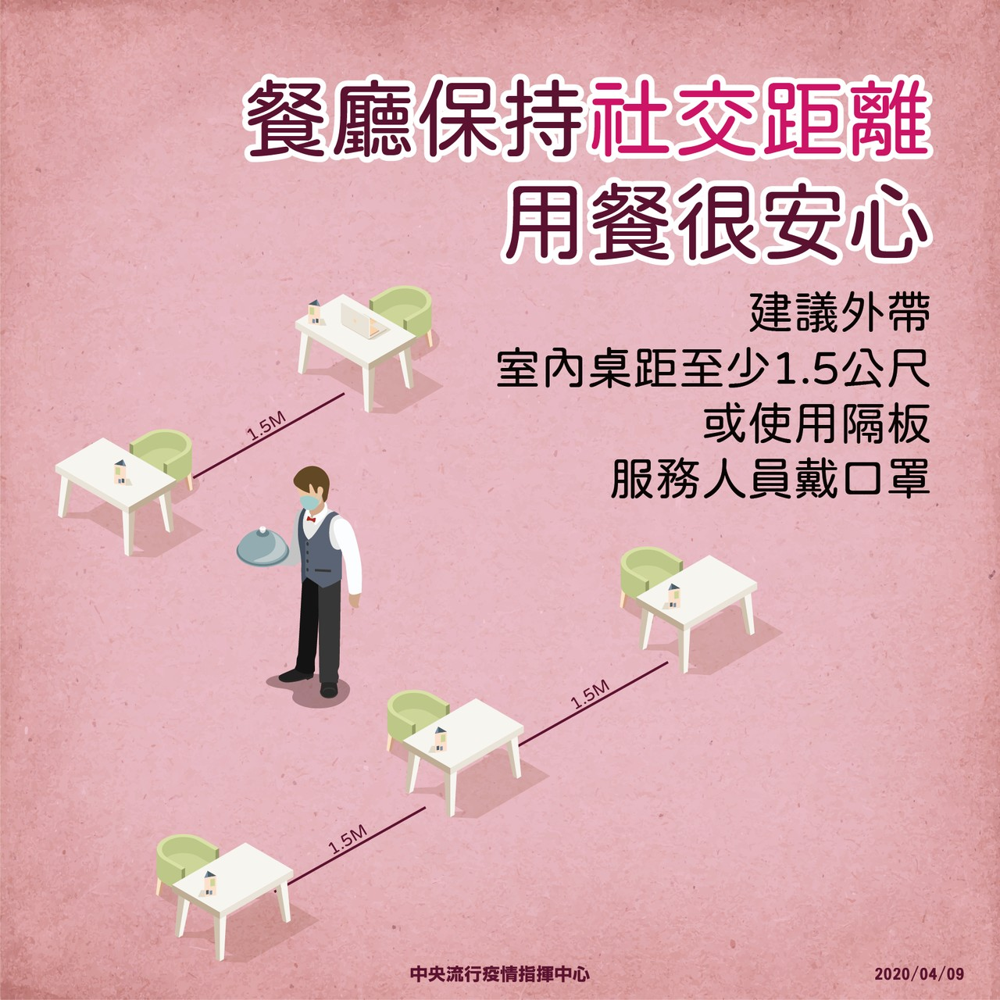 餐廳保持社交距離
用餐很安心
建議外帶
室內桌距至少1.5公尺
或使用隔板
服務人員戴口罩
1.5M
1.5M
1.5M
中央流行疫情指揮中心
2020/04/09